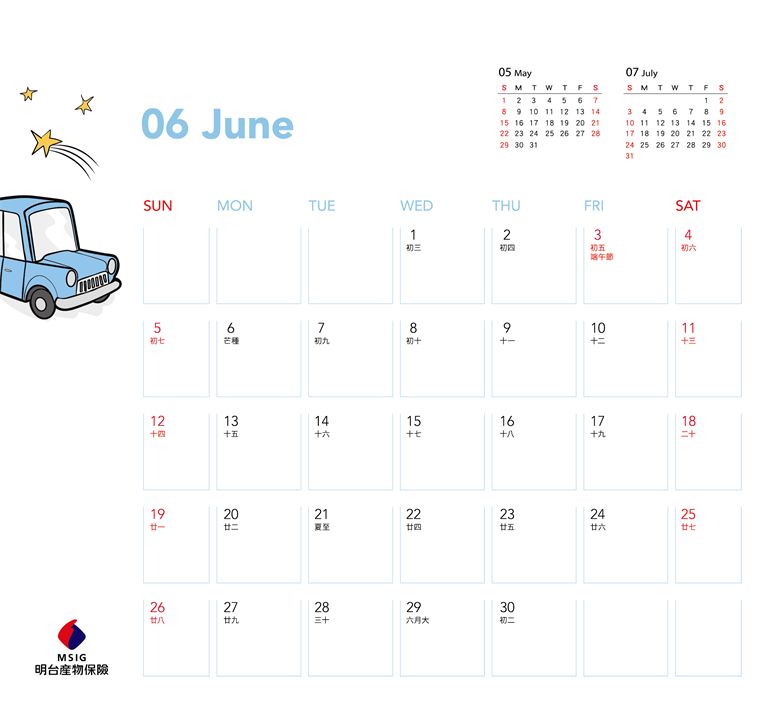 05 May
S M T W T F S
1 2 3 4 5 6 7
8 9 10 11 12 13 14
15 16 17 18 19 20 21
22 23 24 25 26 27 28
29 30 31
07 July
S M T W T F S
1 2
3 4 5 6 7 8 9
10 11 12 13 14 15 16
17 18 19 20 21 22 23
24 25 26 27 28 29 30
31
06 June
SUN MON TUE WED THU FRI SAT
1 2 3 4
初三 初四 初五 初六
端午節
5 6 7 8 9 10 11
初七 芒種 初九 初十 十一 十二 十三
12 13 14 15 16 17 18
十四 十五 十六 十七 十八 十九 二十
19 20 21 22 23 24 25
廿一 廿二 夏至 廿四 廿五 廿六 廿七
26 27 28 29 30
廿八 廿九 三十 六月大 初二
MSIG
明台産物保險